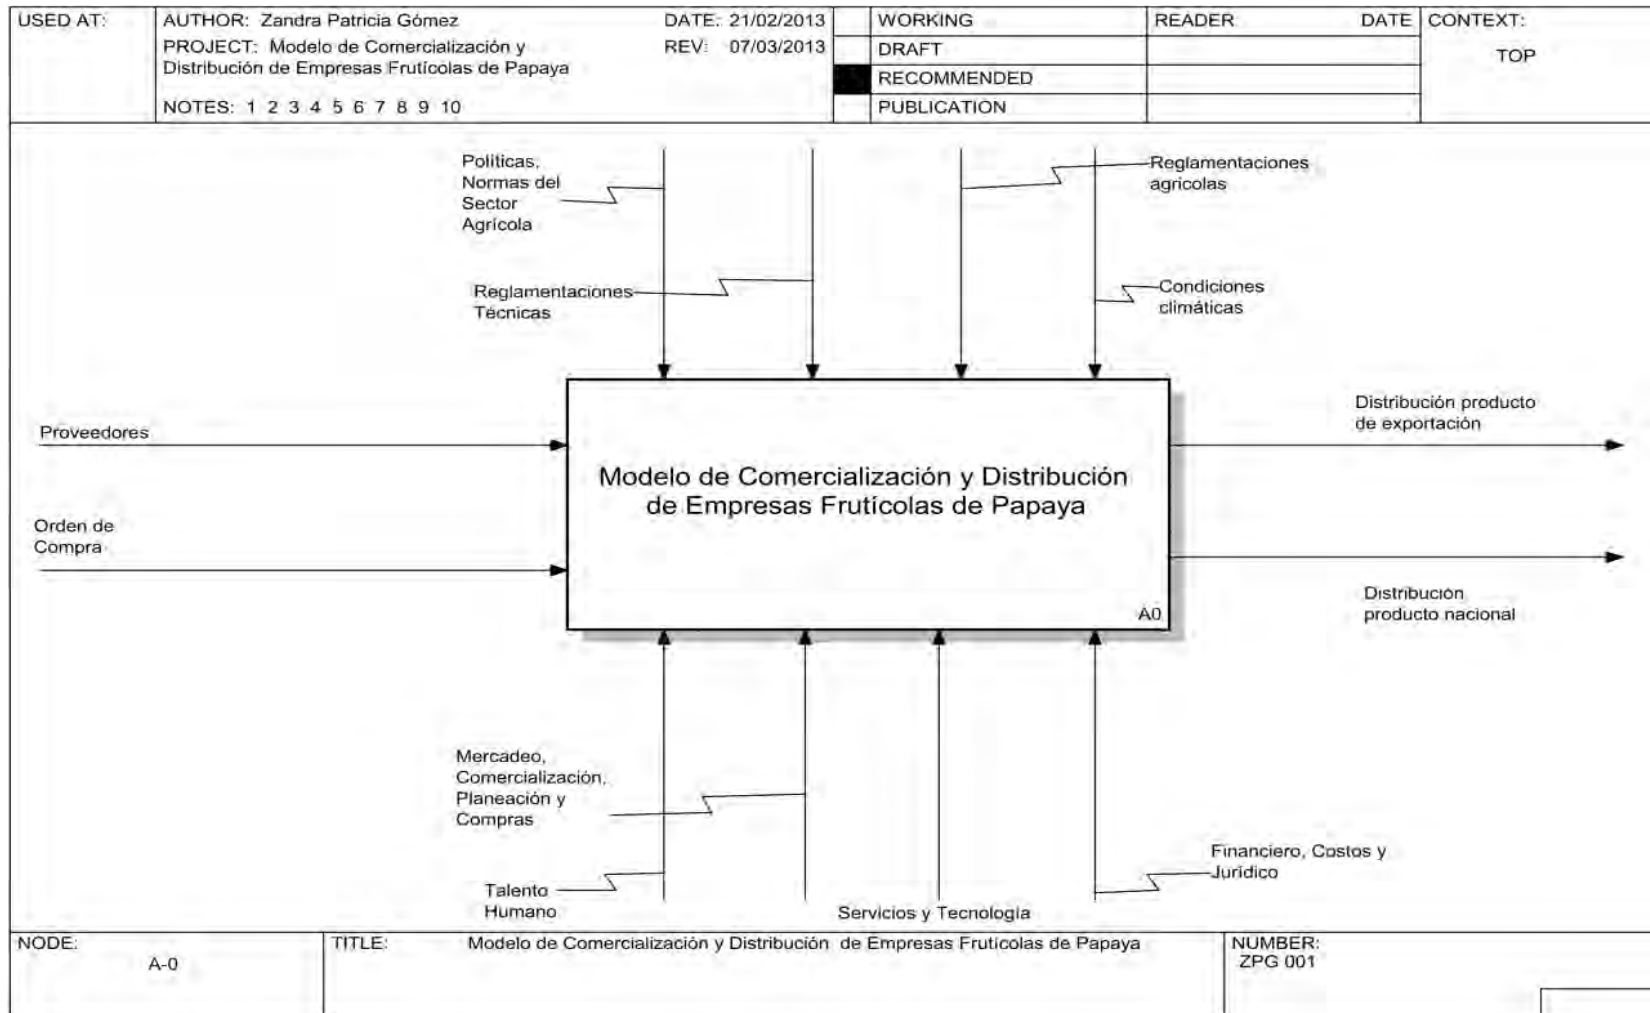 USED AT:
AUTHOR: Zandra Patricia Gómez
DATE: 21/02/2013
PROJECT: Modelo de Comercialización y
REV: 07/03/2013
Distribución de Empresas Frutícolas de Papaya
NOTES: 1 2 3 4 5 6 7 8 9 10
WORKING
DRAFT
RECOMMENDED
PUBLICATION
READER
DATE
CONTEXT:
TOP
Políticas,
Normas del
Sector
Agrícola
Reglamentaciones
Técnicas
Reglamentaciones
agrícolas
Condiciones
climáticas
Proveedores
Orden de
Compra
Modelo de Comercialización y Distribución
de Empresas Frutícolas de Papaya
A0
Distribución producto
de exportación
Distribución
producto nacional
Mercadeo,
Comercialización,
Planeación y
Compras
Talento
Humano
Servicios y Tecnología
Financiero, Costos y
Jurídico
NODE:
A-0
TITLE:
Modelo de Comercialización y Distribución de Empresas Frutícolas de Papaya
NUMBER:
ZPG 001